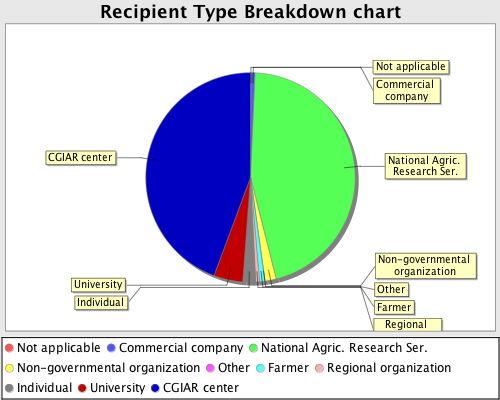 Recipient Type Breakdown chart
Not applicable
Commercial
company
CGIAR center
National Agric.
Research Ser.
Non-governmental
organization
University
Other
Individual
Farmer
Regional
Not applicable Commercial company National Agric. Research Ser.
Non-governmental organization Other Farmer Regional organization
Individual University CGIAR center